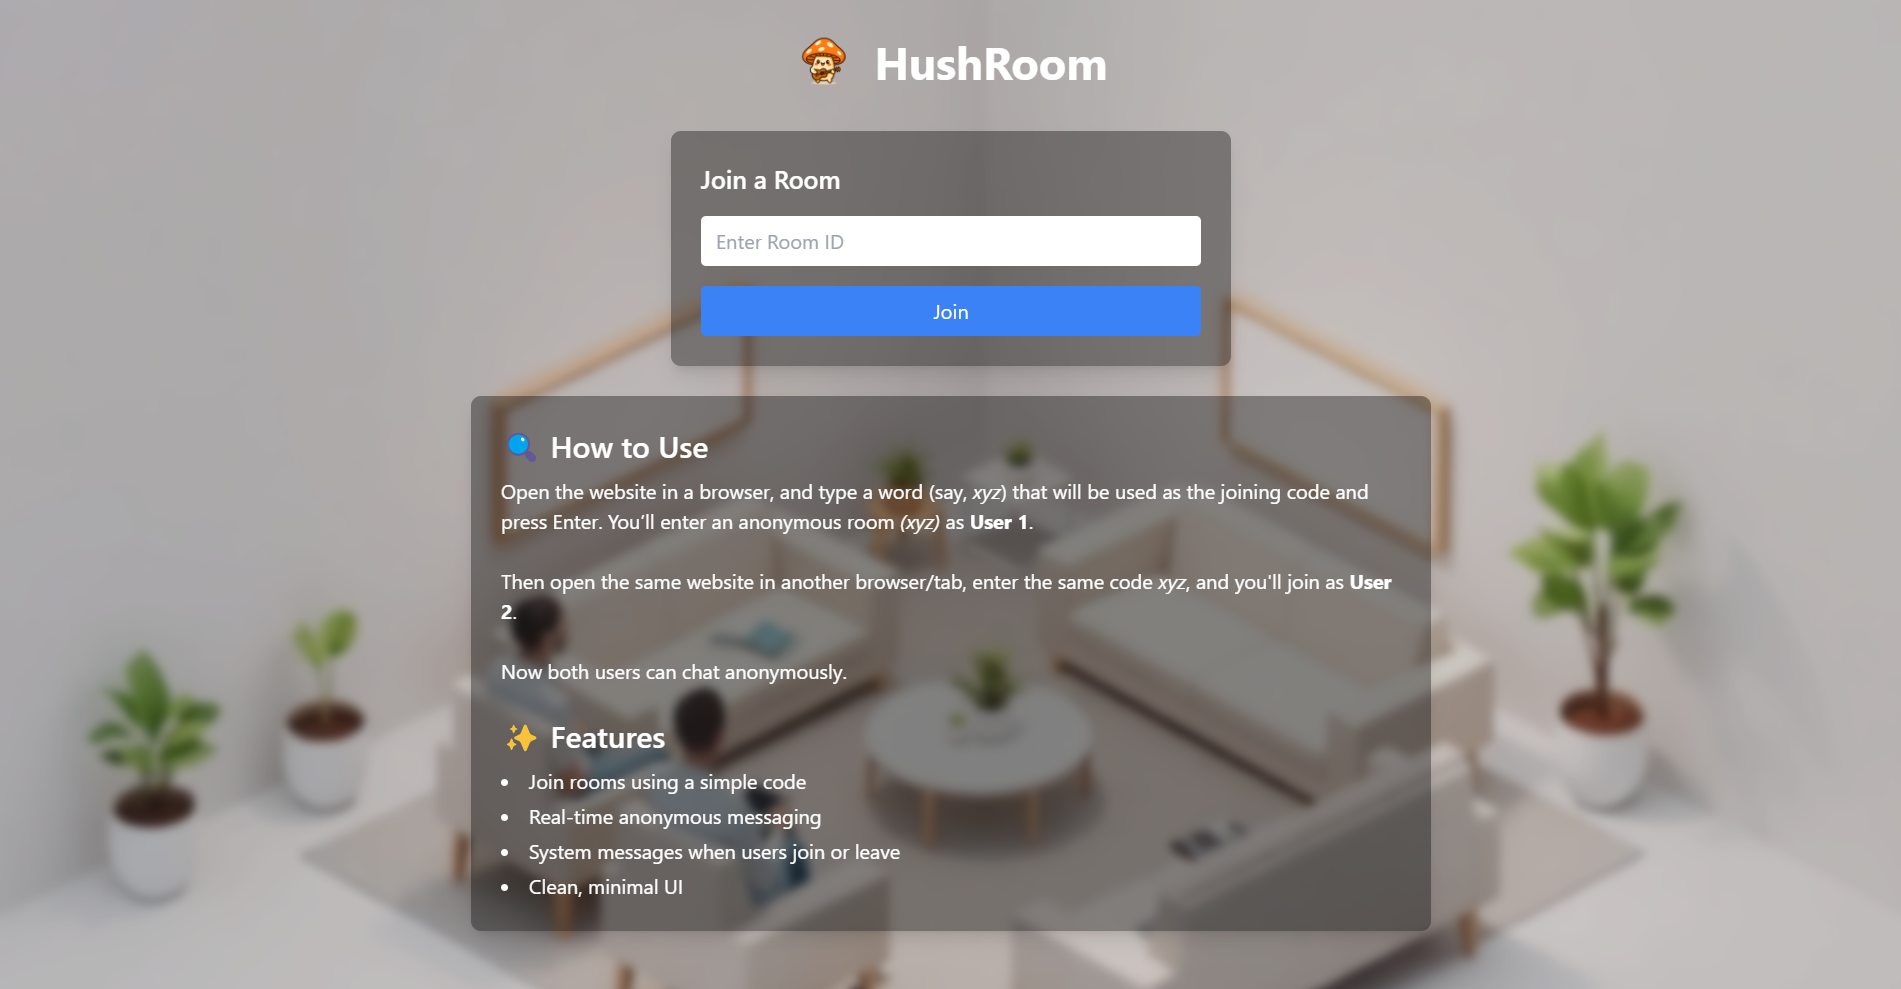 HushRoom
Join a Room
Enter Room ID
Join
How to Use
Open the website in a browser, and type a word (say, xyz) that will be used as the joining code and
press Enter. You’ll enter an anonymous room (xyz) as User 1.
Then open the same website in another browser/tab, enter the same code xyz, and you'll join as User
2.
Now both users can chat anonymously.
Features
• Join rooms using a simple code
• Real-time anonymous messaging
• System messages when users join or leave
• Clean, minimal UI